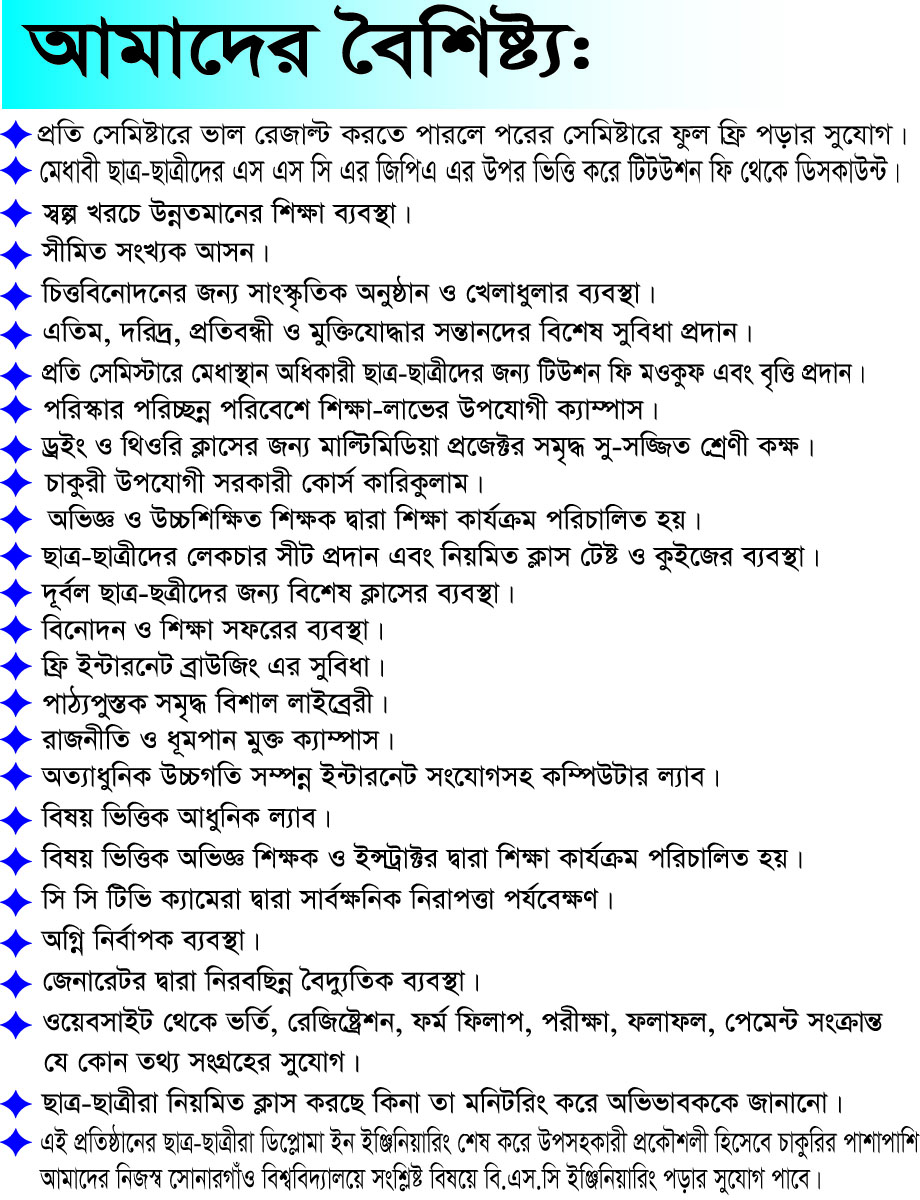 আমাদের বৈশিষ্ট্য:
প্রতি সেমিষ্টারে ভাল রেজাল্ট করতে পারলে পরের সেমিষ্টারে ফুল ফ্রি পড়ার সুযোগ।
মেধাবী ছাত্র-ছাত্রীদের এস এস সি এর জিপিএ এর উপর ভিত্তি করে টিটউশন ফি থেকে ডিসকাউন্ট।
স্বল্প খরচে উন্নতমানের শিক্ষা ব্যবস্থা।
সীমিত সংখ্যক আসন।
চিত্তবিনোদনের জন্য সাংস্কৃতিক অনুষ্ঠান ও খেলাধুলার ব্যবস্থা।
এতিম, দরিদ্র, প্রতিবন্ধী ও মুক্তিযোদ্ধার সন্তানদের বিশেষ সুবিধা প্রদান।
প্রতি সেমিস্টারে মেধাস্থান অধিকারী ছাত্র-ছাত্রীদের জন্য টিউশন ফি মওকুফ এবং বৃত্তি প্রদান।
পরিস্কার পরিচ্ছন্ন পরিবেশে শিক্ষা-লাভের উপযোগী ক্যাম্পাস।
ড্রইং ও থিওরি ক্লাসের জন্য মাল্টিমিডিয়া প্রজেক্টর সমৃদ্ধ সু-সজ্জিত শ্রেণী কক্ষ।
চাকুরী উপযোগী সরকারী কোর্স কারিকুলাম।
অভিজ্ঞ ও উচ্চশিক্ষিত শিক্ষক দ্বারা শিক্ষা কার্যক্রম পরিচালিত হয়।
ছাত্র-ছাত্রীদের লেকচার সীট প্রদান এবং নিয়মিত ক্লাস টেষ্ট ও কুইজের ব্যবস্থা।
দূর্বল ছাত্র-ছত্রীদের জন্য বিশেষ ক্লাসের ব্যবস্থা।
বিনোদন ও শিক্ষা সফরের ব্যবস্থা।
ফ্রি ইন্টারনেট ব্রাউজিং এর সুবিধা।
পাঠ্যপুস্তক সমৃদ্ধ বিশাল লাইব্রেরী।
রাজনীতি ও ধূমপান মুক্ত ক্যাম্পাস।
অত্যাধুনিক উচ্চগতি সম্পন্ন ইন্টারনেট সংযোগসহ কম্পিউটার ল্যাব।
বিষয় ভিত্তিক আধুনিক ল্যাব।
বিষয় ভিত্তিক অভিজ্ঞ শিক্ষক ও ইন্সট্রাক্টর দ্বারা শিক্ষা কার্যক্রম পরিচালিত হয়।
সি সি টিভি ক্যামেরা দ্বারা সার্বক্ষনিক নিরাপত্তা পর্যবেক্ষণ।
অগ্নি নির্বাপক ব্যবস্থা।
জেনারেটর দ্বারা নিরবছিন্ন বৈদ্যুতিক ব্যবস্থা।
ওয়েবসাইট থেকে ভর্তি, রেজিষ্ট্রেশন, ফর্ম ফিলাপ, পরীক্ষা, ফলাফল, পেমেন্ট সংক্রান্ত
যে কোন তথ্য সংগ্রহের সুযোগ।
ছাত্র-ছাত্রীরা নিয়মিত ক্লাস করছে কিনা তা মনিটরিং করে অভিভাবককে জানানো।
এই প্রতিষ্ঠানের ছাত্র-ছাত্রীরা ডিপ্লোমা ইন ইঞ্জিনিয়ারিং শেষ করে উপসহকারী প্রকৌশলী হিসেবে চাকুরির পাশাপাশি
আমাদের নিজস্ব সোনারগাঁও বিশ্ববিদ্যালয়ে সংশ্লিষ্ট বিষয়ে বি.এস.সি ইঞ্জিনিয়ারিং পড়ার সুযোগ পাবে।